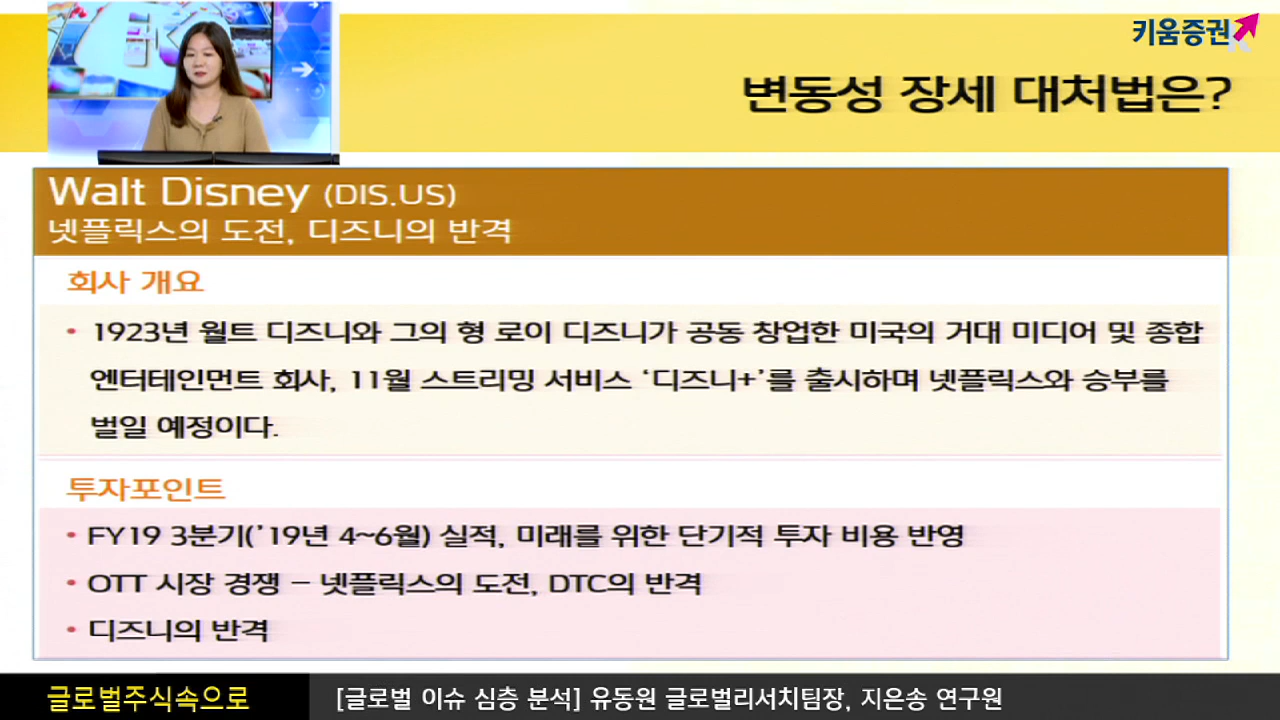 키움증권
변동성 장세 대처법은?
Walt Disney (DIS.US)
넷플릭스의 도전, 디즈니의 반격
회사 개요
• 1923년 월트 디즈니와 그의 형 로이 디즈니가 공동 창업한 미국의 거대 미디어 및 종합
엔터테인먼트 회사, 11월 스트리밍 서비스 ‘디즈니+’를 출시하며 넷플릭스와 승부를
벌일 예정이다.
투자포인트
• FY19 3분기(’19년 4~6월) 실적, 미래를 위한 단기적 투자 비용 반영
• OTT 시장 경쟁 – 넷플릭스의 도전, DTC의 반격
• 디즈니의 반격
글로벌주식속으로
[글로벌 이슈 심층 분석] 유동원 글로벌리서치팀장, 지은송 연구원